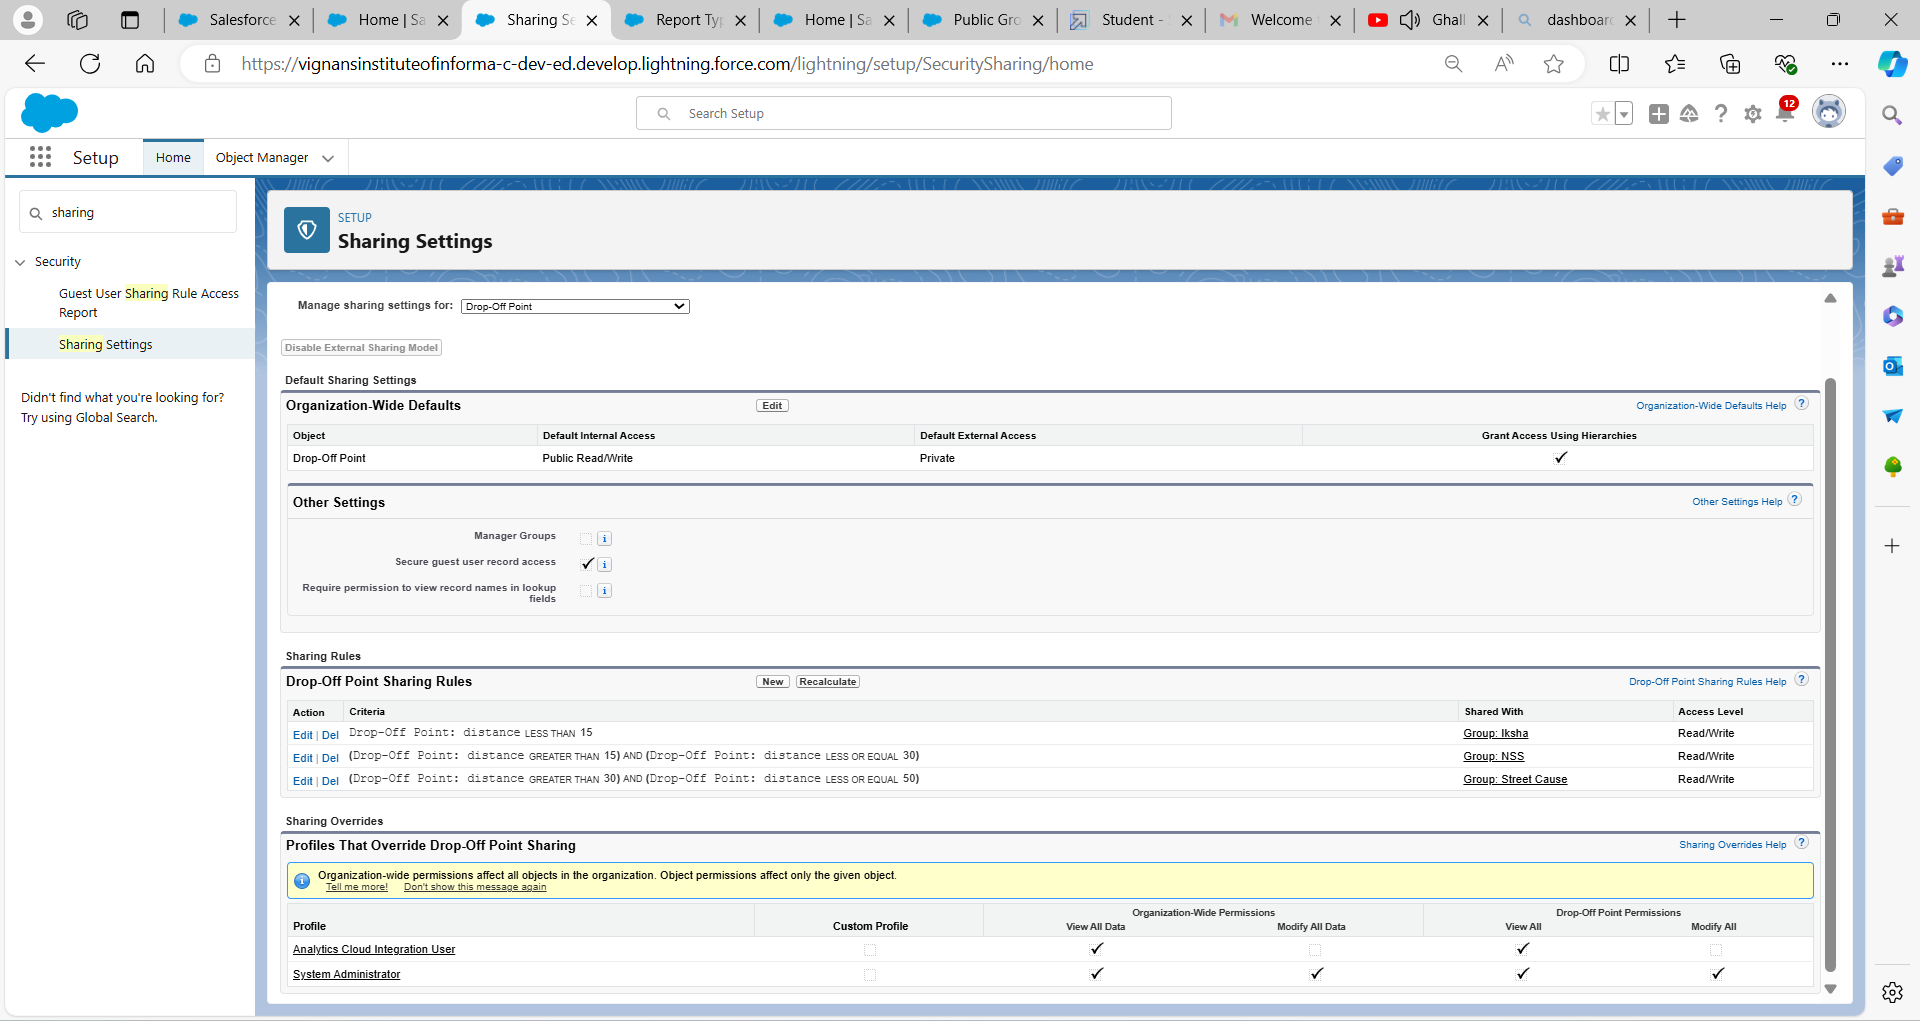 Salesforce
Home | Sa
Sharing Se
Report Typ
Home | Sa
Public Gro
Student -
Welcome
Ghall
dashboard
https://vignansinstituteofinforma-c-dev-ed.develop.lightning.force.com/lightning/setup/SecuritySharing/home
Search Setup
12
Setup
Home
Object Manager
sharing
Security
Guest User Sharing Rule Access
Report
Sharing Settings
Didn't find what you're looking for?
Try using Global Search.
SETUP
Sharing Settings
Manage sharing settings for: Drop-Off Point
Disable External Sharing Model
Default Sharing Settings
Organization-Wide Defaults Edit Organization-Wide Defaults Help ?
Object Default Internal Access Default External Access Grant Access Using Hierarchies
Drop-Off Point Public Read/Write Private
Other Settings Other Settings Help ?
Manager Groups i
Secure guest user record access i
Require permission to view record names in lookup
fields i
Sharing Rules
Drop-Off Point Sharing Rules New Recalculate Drop-Off Point Sharing Rules Help ?
Action Criteria Shared With Access Level
Edit | Del Drop-Off Point: distance LESS THAN 15 Group: Iksha Read/Write
Edit | Del (Drop-Off Point: distance GREATER THAN 15) AND (Drop-Off Point: distance LESS OR EQUAL 30) Group: NSS Read/Write
Edit | Del (Drop-Off Point: distance GREATER THAN 30) AND (Drop-Off Point: distance LESS OR EQUAL 50) Group: Street Cause Read/Write
Sharing Overrides
Profiles That Override Drop-Off Point Sharing Sharing Overrides Help ?
Organization-wide permissions affect all objects in the organization. Object permissions affect only the given object.
Tell me more! Don't show this message again
Organization-Wide Permissions Drop-Off Point Permissions
Profile Custom Profile View All Data Modify All Data View All Modify All
Analytics Cloud Integration User
System Administrator